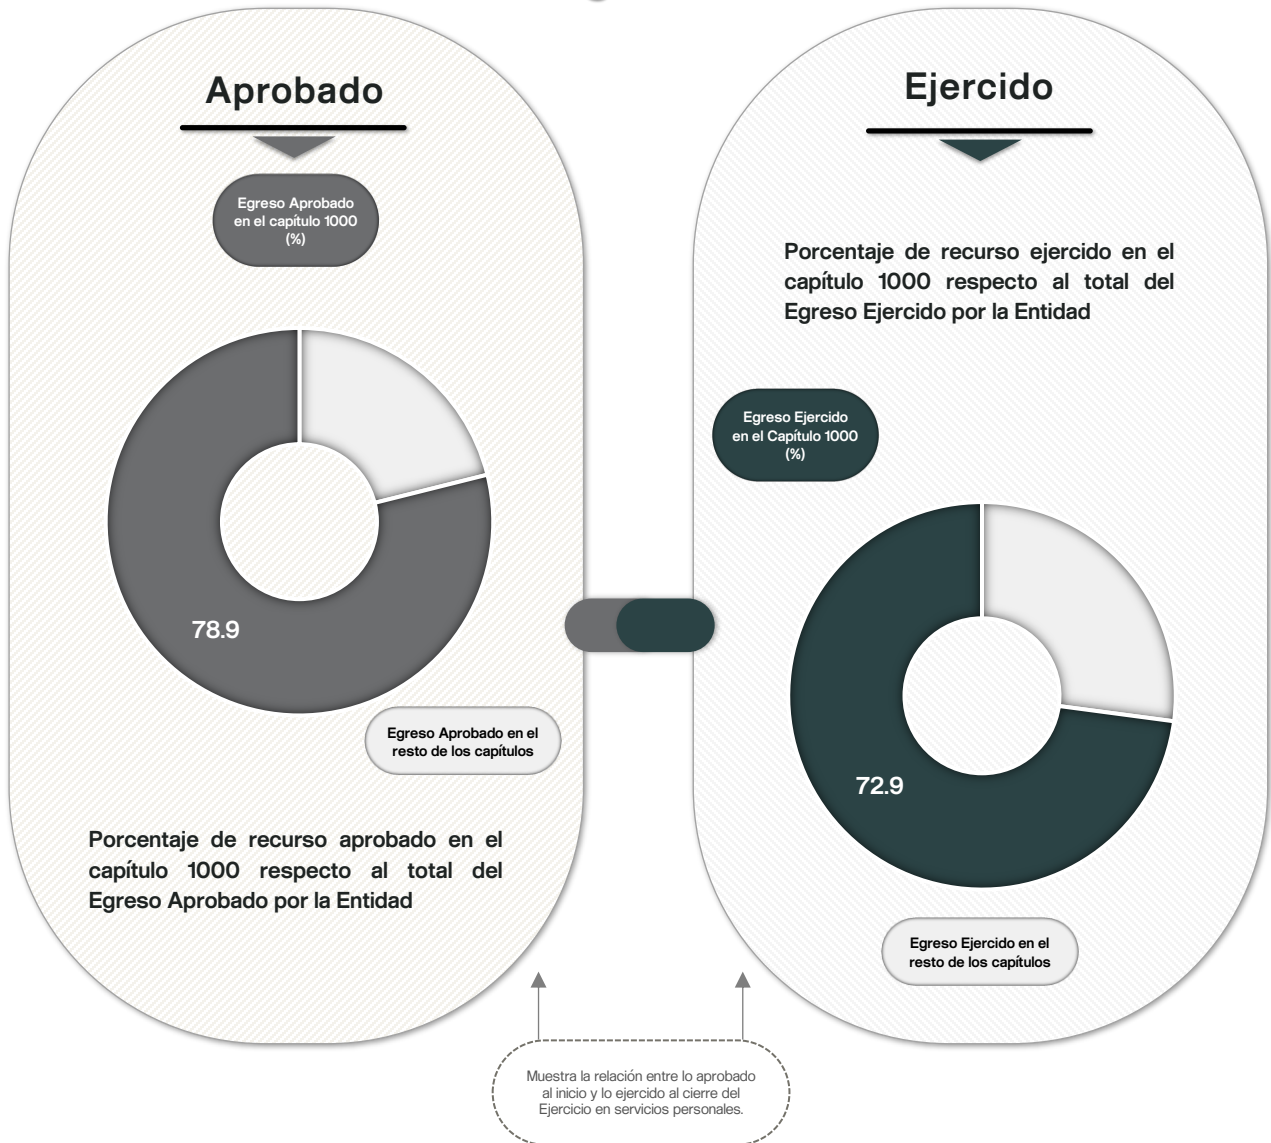 Aprobado
Egreso Aprobado
en el capítulo 1000
(%)
78.9
Egreso Aprobado en el
resto de los capítulos
Porcentaje de recurso aprobado en el
capítulo 1000 respecto al total del
Egreso Aprobado por la Entidad
Ejercido
Porcentaje de recurso ejercido en el
capítulo 1000 respecto al total del
Egreso Ejercido por la Entidad
Egreso Ejercido
en el Capítulo 1000
(%)
72.9
Egreso Ejercido en el
resto de los capítulos
Muestra la relación entre lo aprobado
al inicio y lo ejercido al cierre del
Ejercicio en servicios personales.